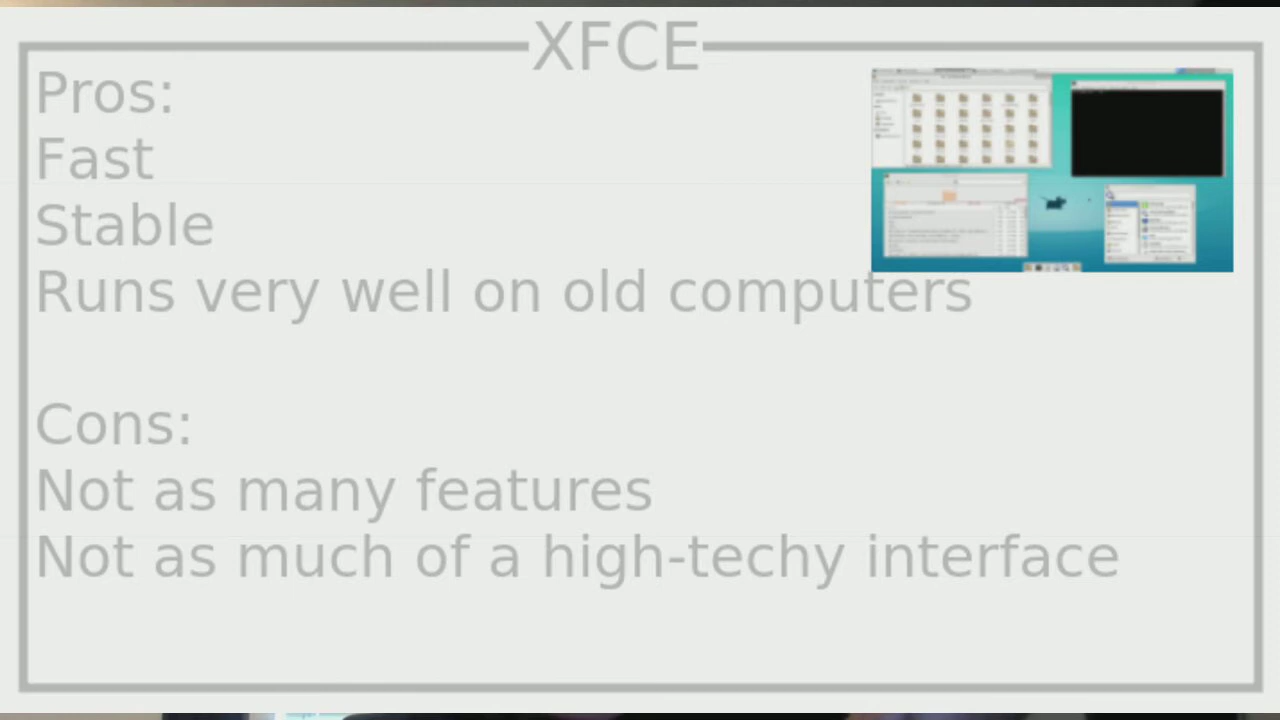 XFCE
Pros:
Fast
Stable
Runs very well on old computers
Cons:
Not as many features
Not as much of a high-techy interface